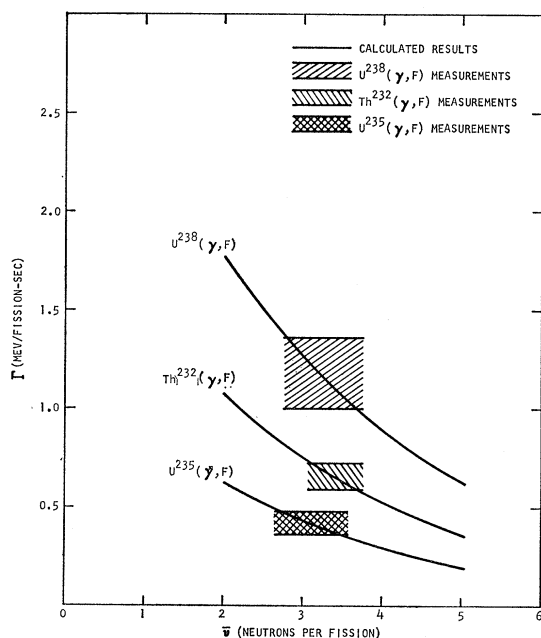 CALCULATED RESULTS
U238(γ,F) MEASUREMENTS
Th232(γ,F) MEASUREMENTS
U235(γ,F) MEASUREMENTS
2.5
2.0
1.5
1.0
0.5
Γ (MEV/FISSION-SEC)
U238(γ,F)
Th232(γ,F)
U235(γ,F)
0 1 2 3 4 5 6
ν̅ (NEUTRONS PER FISSION)